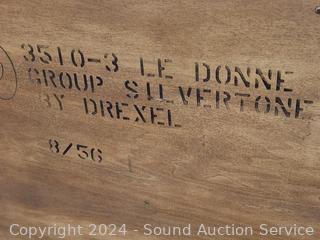 3510-3 LE DONNE
GROUP SILVERTONE
BY DREXEL
8/56
Copyright 2024 - Sound Auction Service